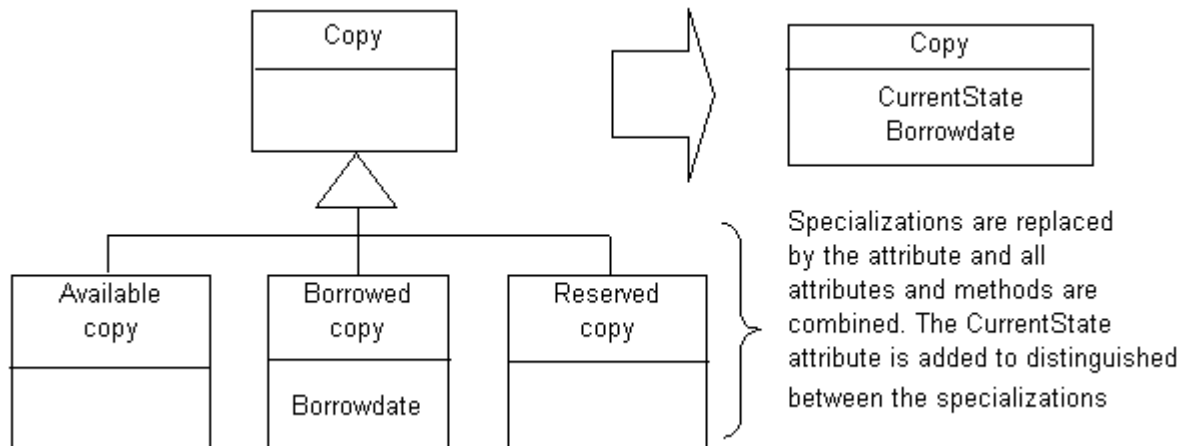 Copy
Copy
CurrentState
Borrowdate
Available
copy
Borrowed
copy
Borrowdate
Reserved
copy
Specializations are replaced
by the attribute and all
attributes and methods are
combined. The CurrentState
attribute is added to distinguished
between the specializations